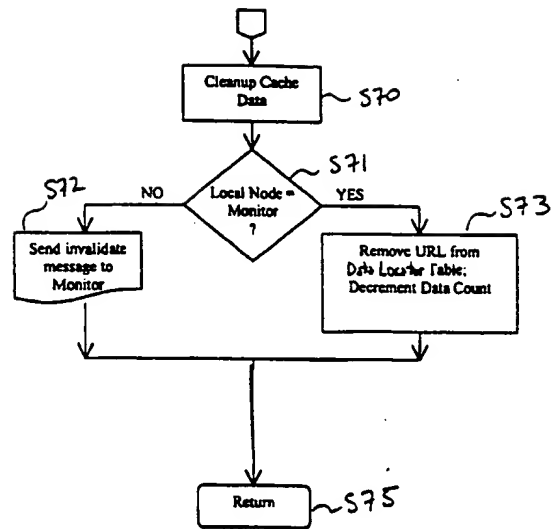 Cleanup Cache
Data
S70
S71
Local Node =
Monitor
?
NO
YES
S72
Send invalidate
message to
Monitor
S73
Remove URL from
Data Locator Table;
Decrement Data Count
Return
S75